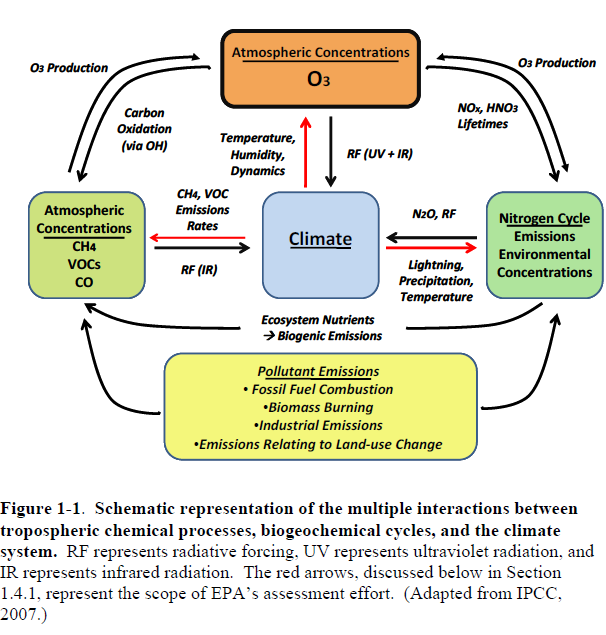 Atmospheric Concentrations
O3
O3 Production
O3 Production
Carbon
Oxidation
(via OH)
NOx, HNO3
Lifetimes
Temperature,
Humidity,
Dynamics
RF (UV + IR)
Atmospheric
Concentrations
CH4
VOCs
CO
CH4, VOC
Emissions
Rates
RF (IR)
Climate
N2O, RF
Lightning,
Precipitation,
Temperature
Nitrogen Cycle
Emissions
Environmental
Concentrations
Ecosystem Nutrients
→ Biogenic Emissions
Pollutant Emissions
• Fossil Fuel Combustion
•Biomass Burning
•Industrial Emissions
•Emissions Relating to Land-use Change
Figure 1-1. Schematic representation of the multiple interactions between
tropospheric chemical processes, biogeochemical cycles, and the climate
system. RF represents radiative forcing, UV represents ultraviolet radiation, and
IR represents infrared radiation. The red arrows, discussed below in Section
1.4.1, represent the scope of EPA's assessment effort. (Adapted from IPCC,
2007.)